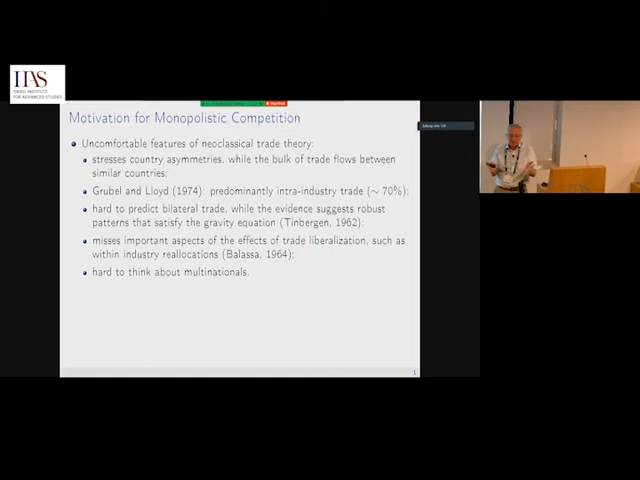 IIAS
ISRAEL INSTITUTE
FOR ADVANCED STUDIES
Motivation for Monopolistic Competition
Uncomfortable features of neoclassical trade theory:
stresses country asymmetries, while the bulk of trade flows between
similar countries;
Grubel and Lloyd (1974): predominantly intra-industry trade (∼ 70%);
hard to predict bilateral trade, while the evidence suggests robust
patterns that satisfy the gravity equation (Tinbergen, 1962);
misses important aspects of the effects of trade liberalization, such as
within industry reallocations (Balassa, 1964);
hard to think about multinationals.
1